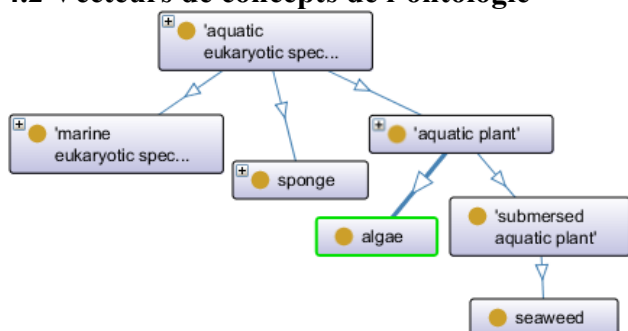 4.2 Vecteurs de concepts de l'ontologie
'aquatic
eukaryotic spec...
'marine
eukaryotic spec...
'aquatic plant'
sponge
algae
'submersed
aquatic plant'
seaweed